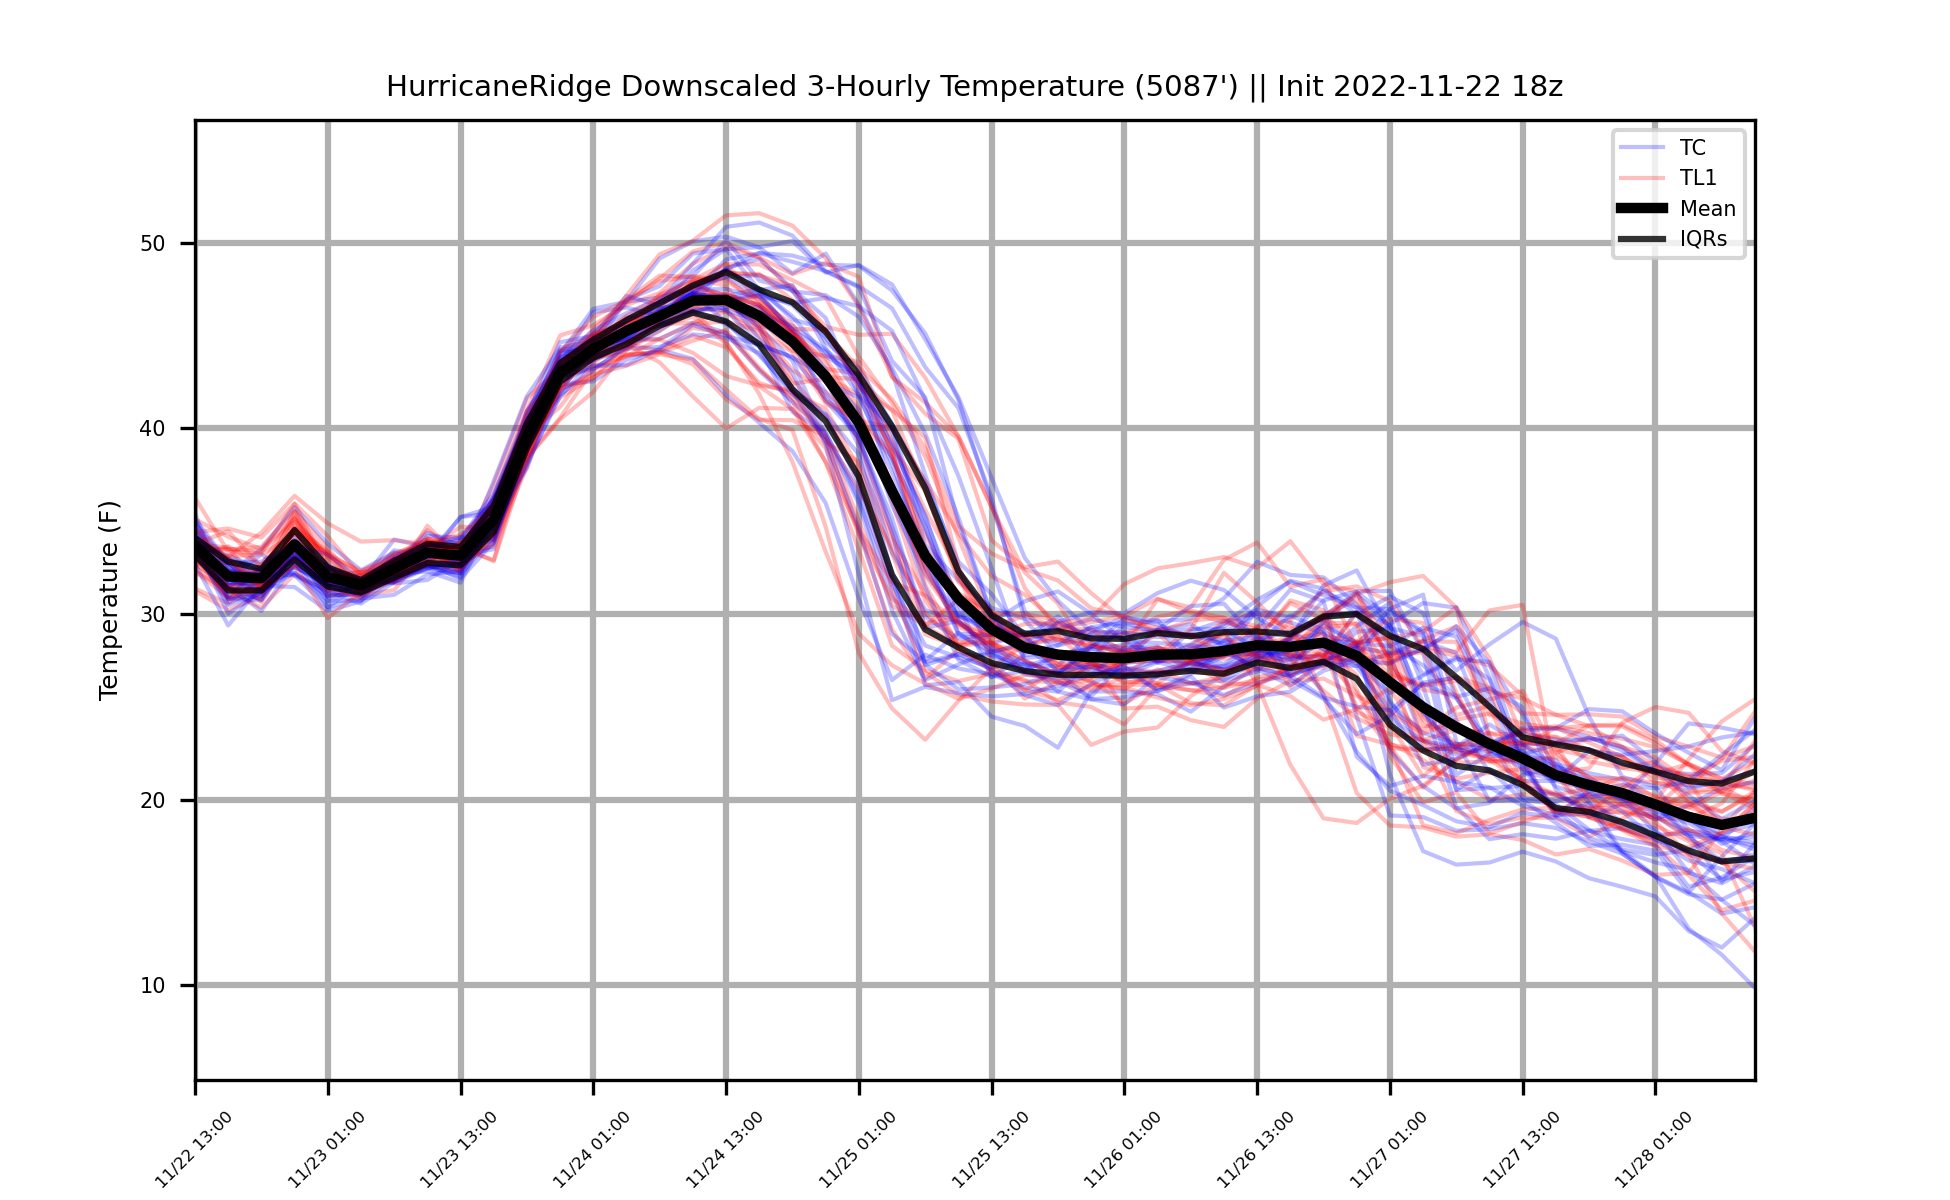 HurricaneRidge Downscaled 3-Hourly Temperature (5087') || Init 2022-11-22 18z
TC
TL1
Mean
IQRs
Temperature (F)
50
40
30
20
10
11/22 13:00
11/23 01:00
11/23 13:00
11/24 01:00
11/24 13:00
11/25 01:00
11/25 13:00
11/26 01:00
11/26 13:00
11/27 01:00
11/27 13:00
11/28 01:00